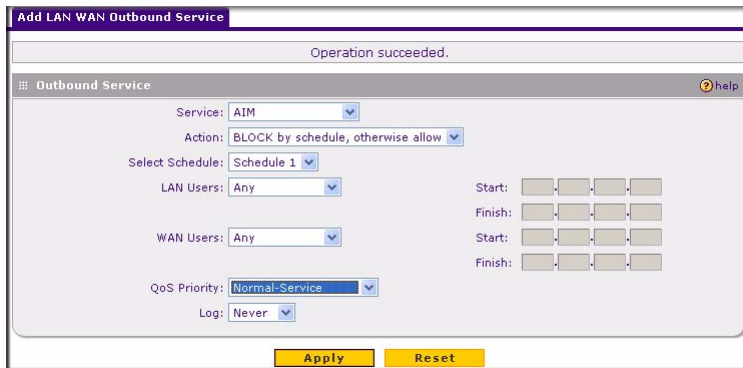 Add LAN WAN Outbound Service
Operation succeeded.
Outbound Service
help
Service: AIM
Action: BLOCK by schedule, otherwise allow
Select Schedule: Schedule 1
LAN Users: Any Start:
Finish:
WAN Users: Any Start:
Finish:
QoS Priority: Normal-Service
Log: Never
Apply Reset